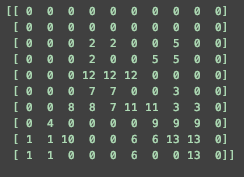 [[ 0 0 0 0 0 0 0 0 0 0]
[ 0 0 0 0 0 0 0 0 0 0]
[ 0 0 0 2 2 0 0 5 0 0]
[ 0 0 0 2 0 0 5 5 0 0]
[ 0 0 0 12 12 12 0 0 0 0]
[ 0 0 0 7 7 0 0 3 0 0]
[ 0 0 8 8 7 11 11 3 3 0]
[ 0 4 0 0 0 0 9 9 9 0]
[ 1 1 10 0 0 6 6 13 13 0]
[ 1 1 0 0 0 6 0 0 13 0]]